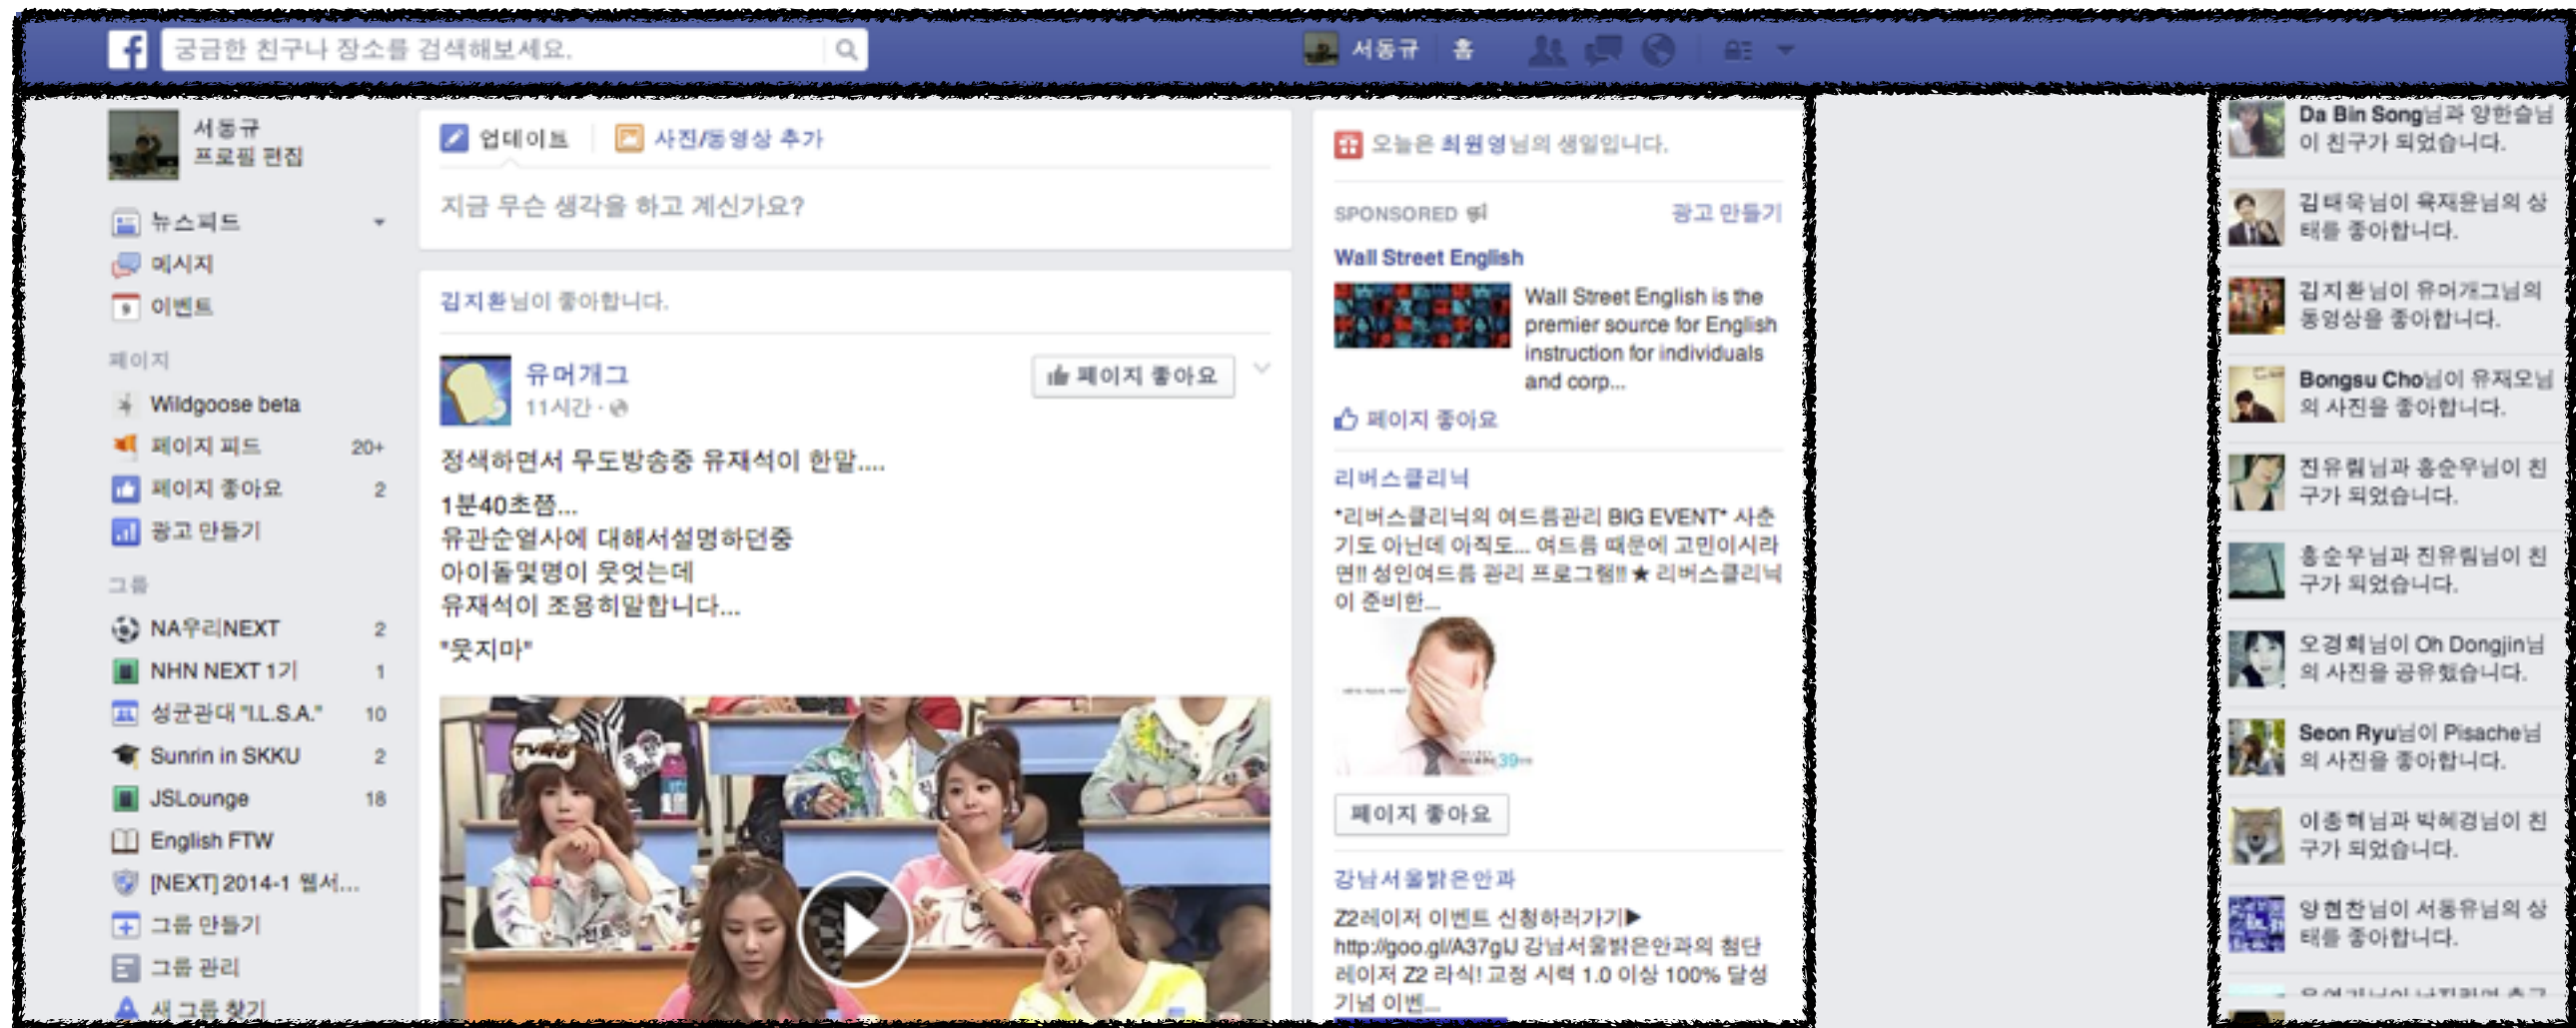 궁금한 친구나 장소를 검색해보세요.
서동규 홈
서동규
프로필 편집
뉴스피드
메시지
이벤트
페이지
Wildgoose beta
페이지 피드 20+
페이지 좋아요 2
광고 만들기
그룹
NA우리NEXT 2
NHN NEXT 1기 1
성균관대 "I.L.S.A." 10
Sunrin in SKKU 2
JSLounge 18
English FTW
[NEXT] 2014-1 웹서...
그룹 만들기
그룹 관리
새 그룹 찾기
업데이트 사진/동영상 추가
지금 무슨 생각을 하고 계신가요?
김지환님이 좋아합니다.
유머개그
11시간
페이지 좋아요
정색하면서 무도방송중 유재석이 한말....
1분40초쯤...
유관순열사에 대해서설명하던중
아이돌몇명이 웃엇는데
유재석이 조용히말합니다...
"웃지마"
오늘은 최원영님의 생일입니다.
SPONSORED 광고 만들기
Wall Street English
Wall Street English is the
premier source for English
instruction for individuals
and corp...
페이지 좋아요
리버스클리닉
*리버스클리닉의 여드름관리 BIG EVENT* 사춘
기도 아닌데 아직도... 여드름 때문에 고민이시라
면!! 성인여드름 관리 프로그램!! ★ 리버스클리닉
이 준비한...
39
페이지 좋아요
강남서울밝은안과
Z2레이저 이벤트 신청하러가기▶
http://goo.gl/A37glJ 강남서울밝은안과의 첨단
레이저 Z2 라식! 교정 시력 1.0 이상 100% 달성
기념 이벤...
Da Bin Song님과 양한슬님
이 친구가 되었습니다.
김태욱님이 육재윤님의 상
태를 좋아합니다.
김지환님이 유머개그님의
동영상을 좋아합니다.
Bongsu Cho님이 유재오님
의 사진을 좋아합니다.
진유림님과 홍순우님이 친
구가 되었습니다.
홍순우님과 진유림님이 친
구가 되었습니다.
오경희님이 Oh Dongjin님
의 사진을 공유했습니다.
Seon Ryu님이 Pisache님
의 사진을 좋아합니다.
이종혁님과 박혜경님이 친
구가 되었습니다.
양현찬님이 서동유님의 상
태를 좋아합니다.